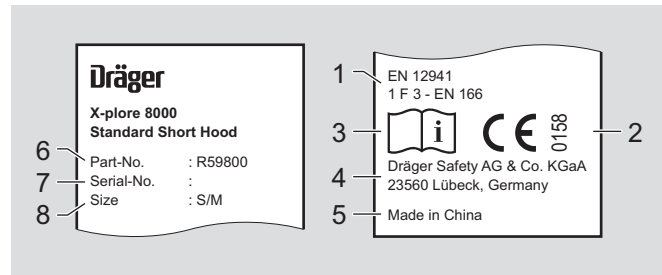 Dräger
X-plore 8000
Standard Short Hood
6 Part-No. : R59800
7 Serial-No. :
8 Size : S/M
1 EN 12941
1 F 3 - EN 166
3 i CE 0158 2
4 Dräger Safety AG & Co. KGaA
23560 Lübeck, Germany
5 Made in China